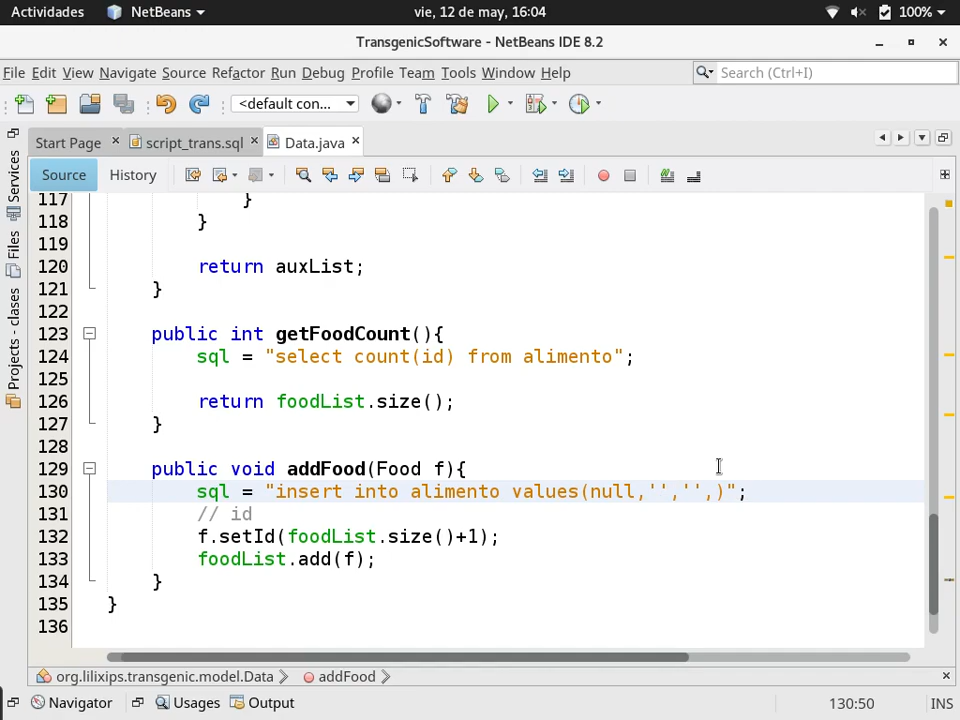 Actividades NetBeans vie, 12 de may, 16:04 100%
TransgenicSoftware - NetBeans IDE 8.2
File Edit View Navigate Source Refactor Run Debug Profile Team Tools Window Help Search (Ctrl+I)
<default con...
Start Page script_trans.sql Data.java
Source History
Services
Files
Projects - clases
117 }
118 }
119
120 return auxList;
121 }
122
123 public int getFoodCount(){
124 sql = "select count(id) from alimento";
125
126 return foodList.size();
127 }
128
129 public void addFood(Food f){
130 sql = "insert into alimento values(null,'','',)";
131 // id
132 f.setId(foodList.size()+1);
133 foodList.add(f);
134 }
135 }
136
org.lilixips.transgenic.model.Data addFood
Navigator Usages Output 130:50 INS